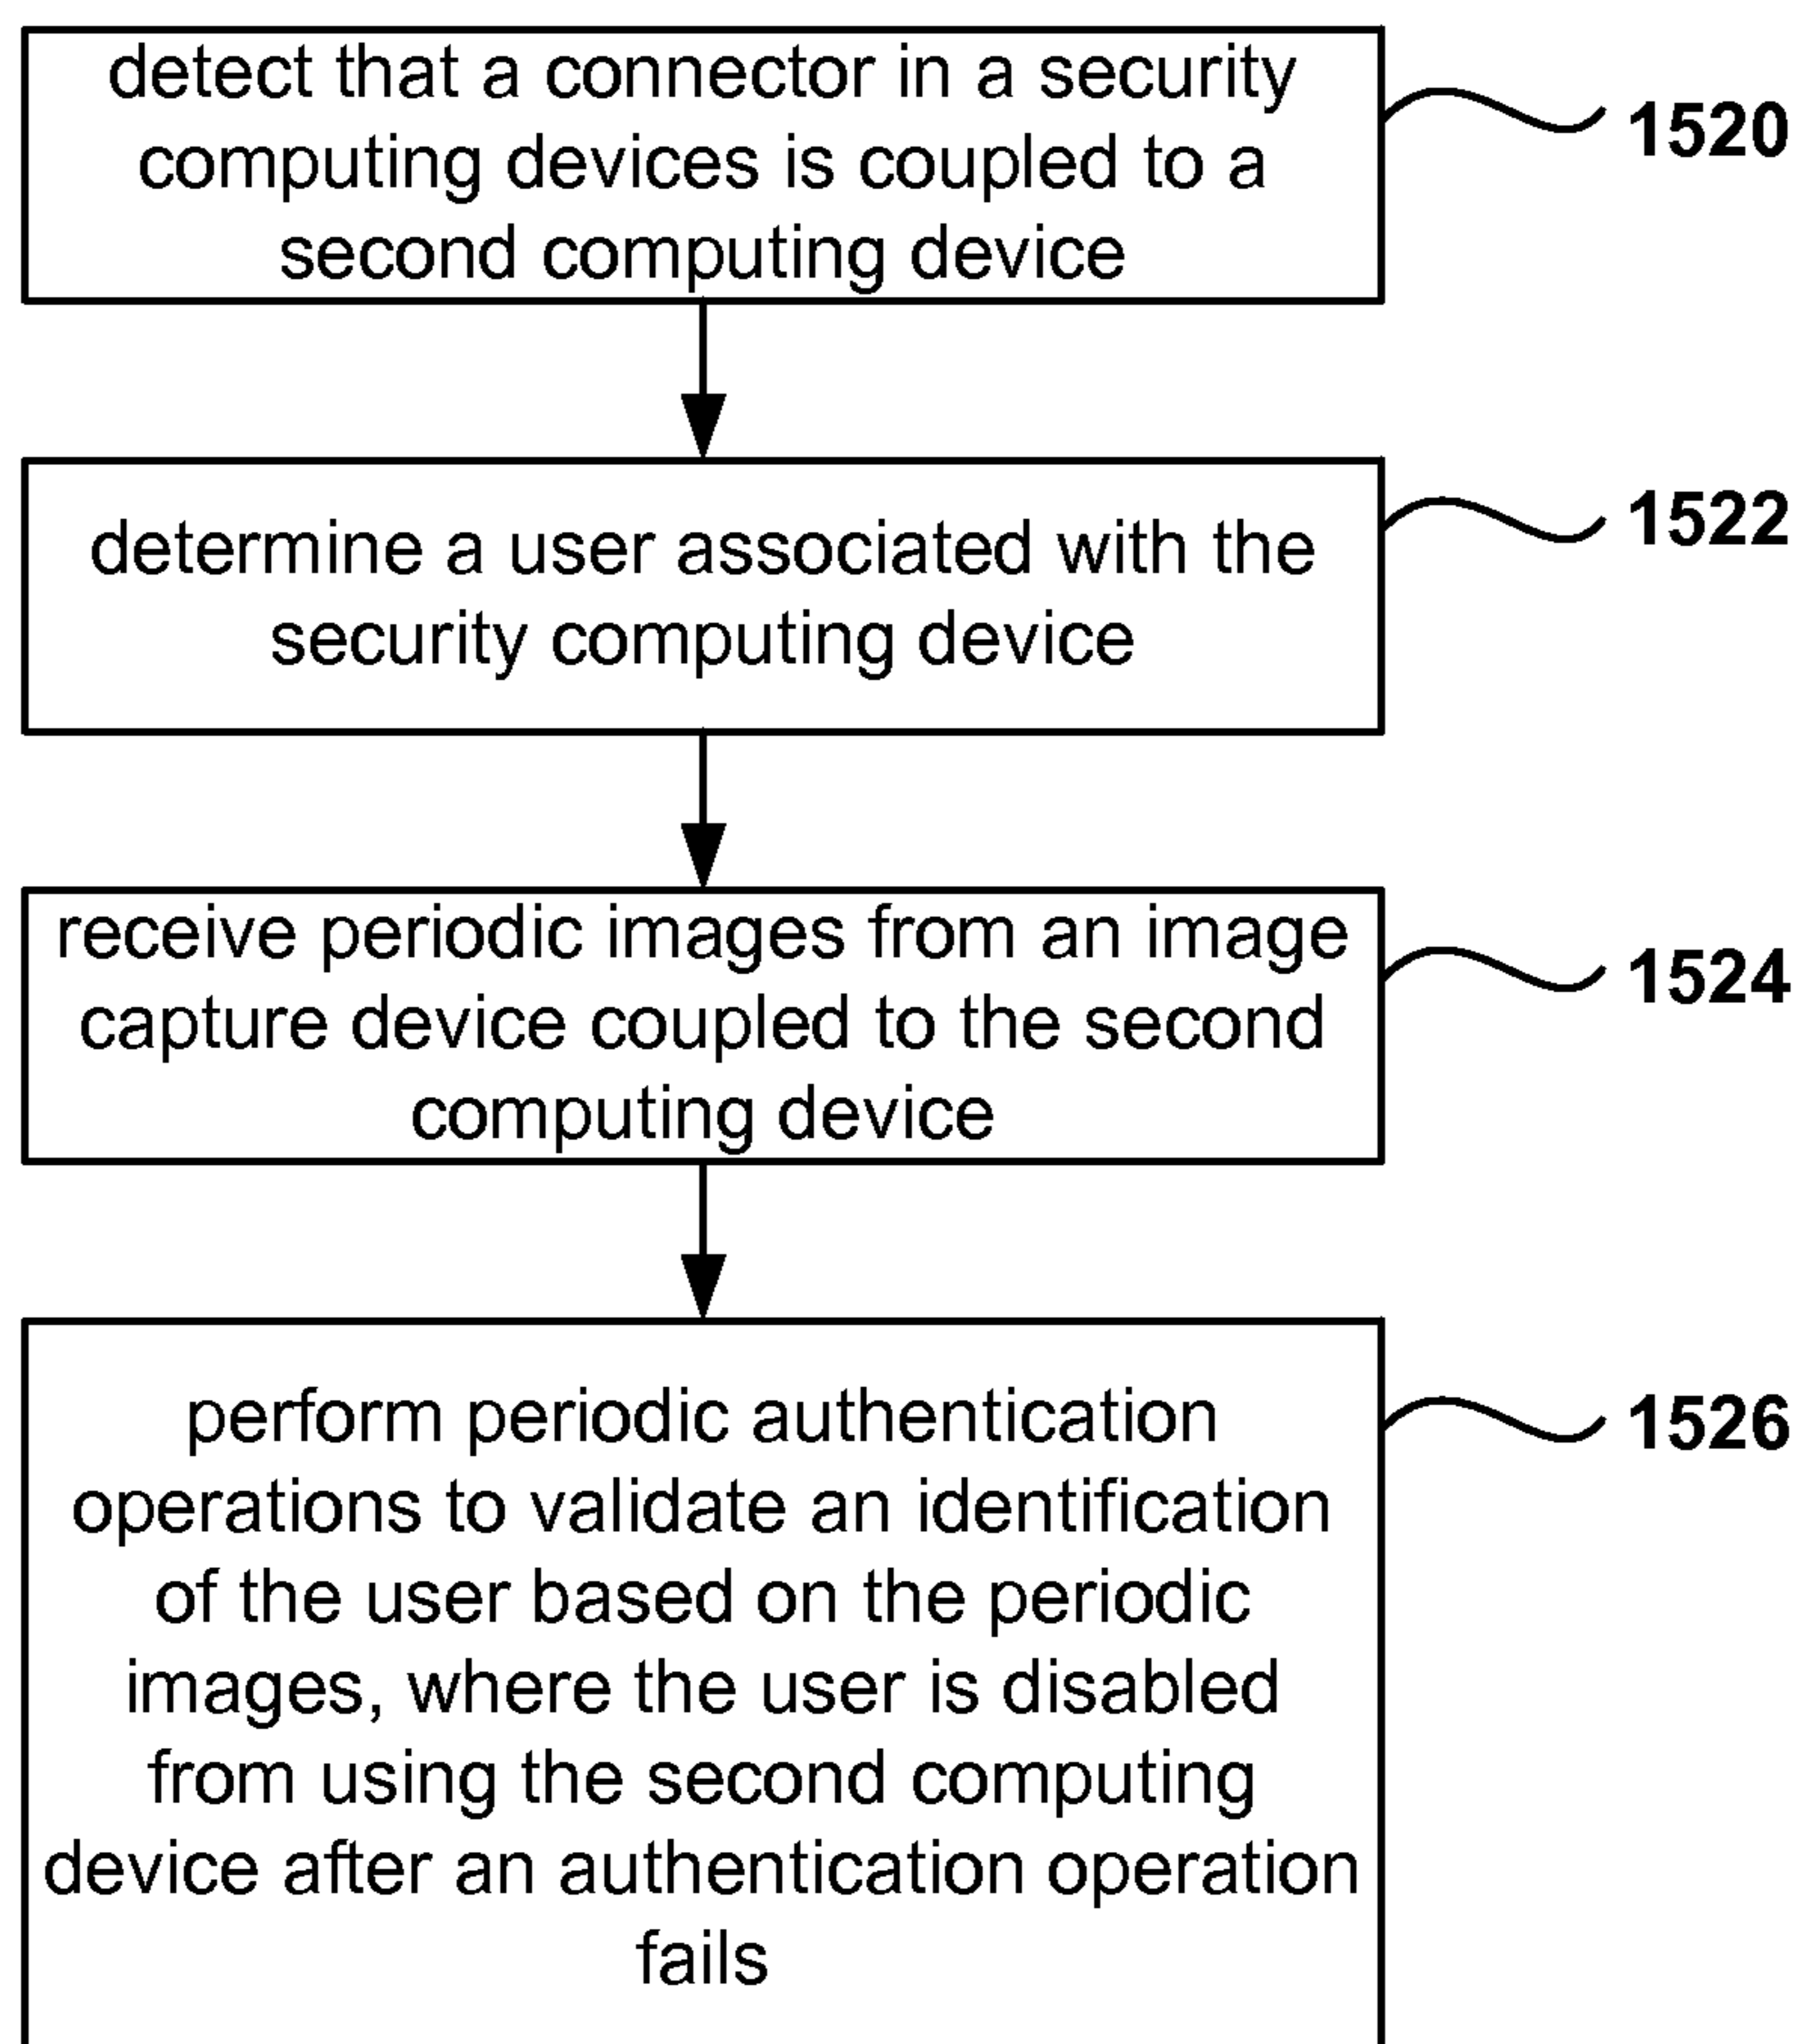 detect that a connector in a security
computing devices is coupled to a
second computing device
1520
determine a user associated with the
security computing device
1522
receive periodic images from an image
capture device coupled to the second
computing device
1524
perform periodic authentication
operations to validate an identification
of the user based on the periodic
images, where the user is disabled
from using the second computing
device after an authentication operation
fails
1526